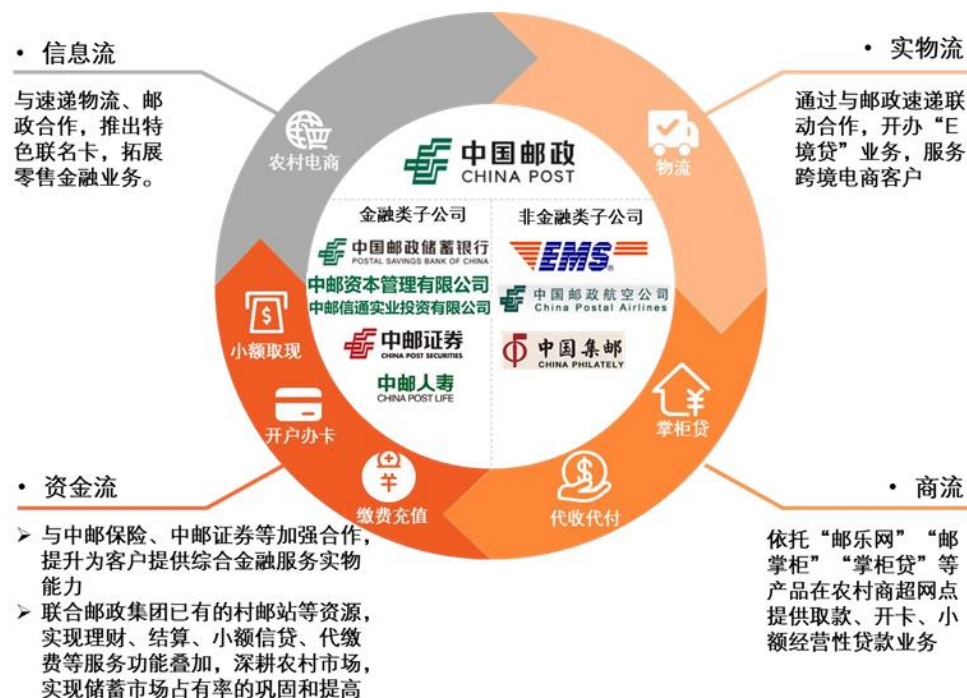 • 信息流
与速递物流、邮
政合作，推出特
色联名卡，拓展
零售金融业务。
• 实物流
通过与邮政速递联
动合作，开办“E
境贷”业务，服务
跨境电商客户
农村电商
物流
中国邮政
CHINA POST
金融类子公司
中国邮政储蓄银行
POSTAL SAVINGS BANK OF CHINA
中邮资本管理有限公司
中邮信通实业投资有限公司
中邮证券
CHINA POST SECURITIES
中邮人寿
CHINA POST LIFE
非金融类子公司
EMS®
中国邮政航空公司
China Postal Airlines
中国集邮
CHINA PHILATELY
小额取现
开户办卡
缴费充值
代收代付
掌柜贷
• 资金流
➢ 与中邮保险、中邮证券等加强合作，
提升为客户提供综合金融服务实物
能力
➢ 联合邮政集团已有的村邮站等资源，
实现理财、结算、小额信贷、代缴
费等服务功能叠加，深耕农村市场，
实现储蓄市场占有率的巩固和提高
• 商流
依托“邮乐网”“邮
掌柜”“掌柜贷”等
产品在农村商超网点
提供取款、开卡、小
额经营性贷款业务